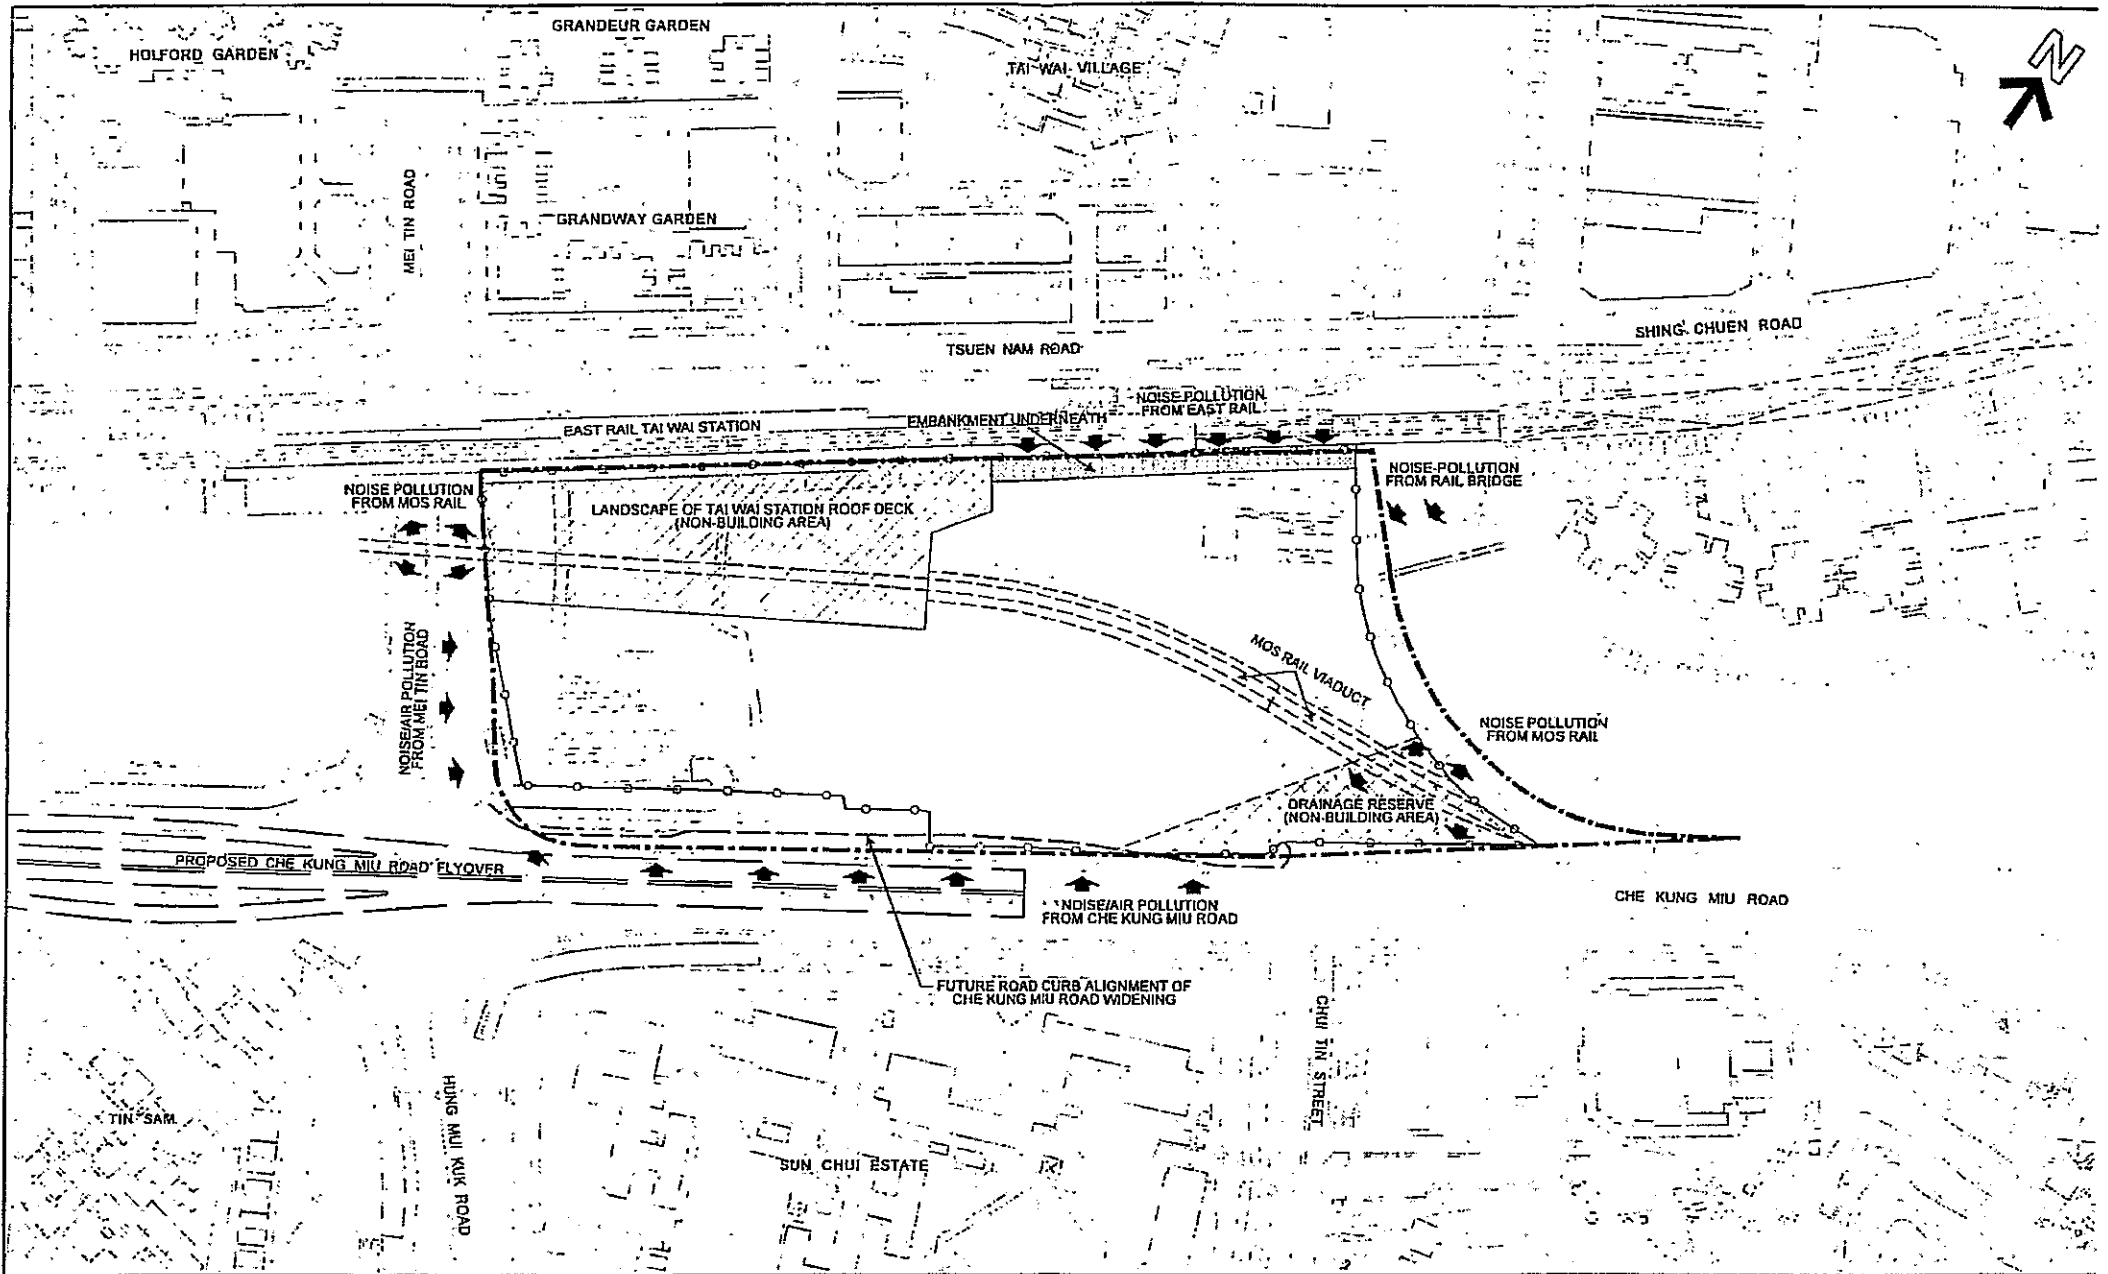 GRANDEUR GARDEN
HOLFORD GARDEN
TAI WAI VILLAGE
N
MEI TIN ROAD
GRANDWAY GARDEN
SHING CHUEN ROAD
TSUEN NAM ROAD
NOISE POLLUTION
FROM EAST RAIL
EMBANKMENT UNDERNEATH
EAST RAIL TAI WAI STATION
NOISE POLLUTION
FROM RAIL BRIDGE
NOISE POLLUTION
FROM MOS RAIL
LANDSCAPE OF TAI WAI STATION ROOF DECK
(NON-BUILDING AREA)
NOISE/AIR POLLUTION
FROM MEI TIN ROAD
MOS RAIL VIADUCT
NOISE POLLUTION
FROM MOS RAIL
DRAINAGE RESERVE
(NON-BUILDING AREA)
PROPOSED CHE KUNG MIU ROAD FLYOVER
CHE KUNG MIU ROAD
NOISE/AIR POLLUTION
FROM CHE KUNG MIU ROAD
FUTURE ROAD CURB ALIGNMENT OF
CHE KUNG MIU ROAD WIDENING
CHUI TIN STREET
HUNG MUI KUK ROAD
TIN SAM
SUN CHUI ESTATE